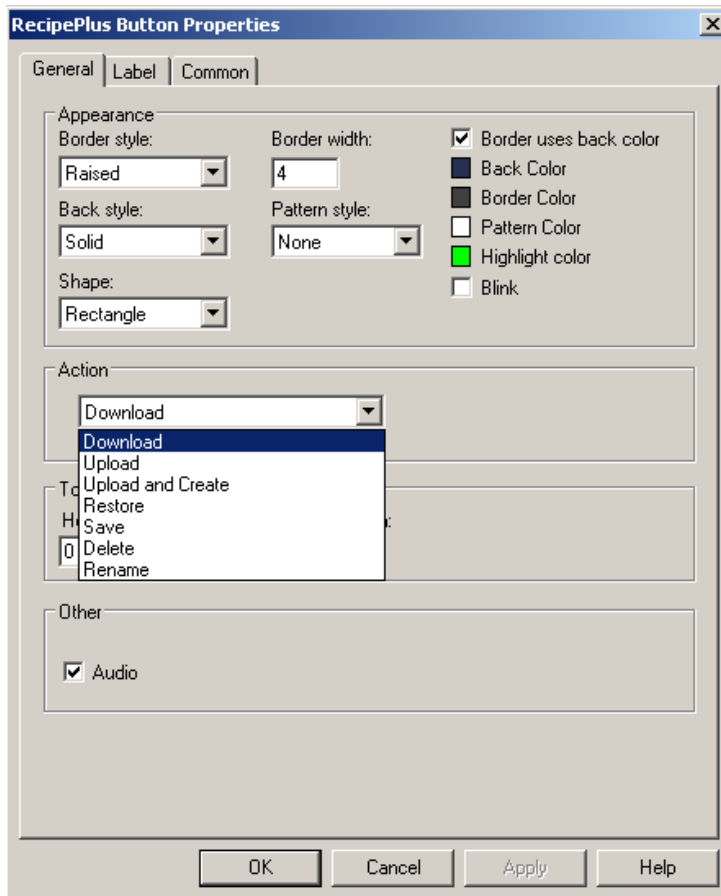 RecipePlus Button Properties
General Label Common
Appearance
Border style: Border width: Border uses back color
Raised 4 Back Color
Border Color
Back style: Pattern style: Pattern Color
Solid None Highlight color
Shape: Blink
Rectangle
Action
Download
Download
Upload
Upload and Create
Restore
Save
Delete
Rename
0
Other
Audio
OK Cancel Apply Help